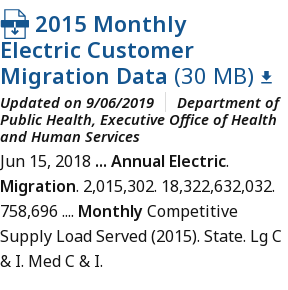 2015 Monthly
Electric Customer
Migration Data (30 MB)
Updated on 9/06/2019 Department of
Public Health, Executive Office of Health
and Human Services
Jun 15, 2018 ... Annual Electric.
Migration. 2,015,302. 18,322,632,032.
758,696 .... Monthly Competitive
Supply Load Served (2015). State. Lg C
& I. Med C & I.